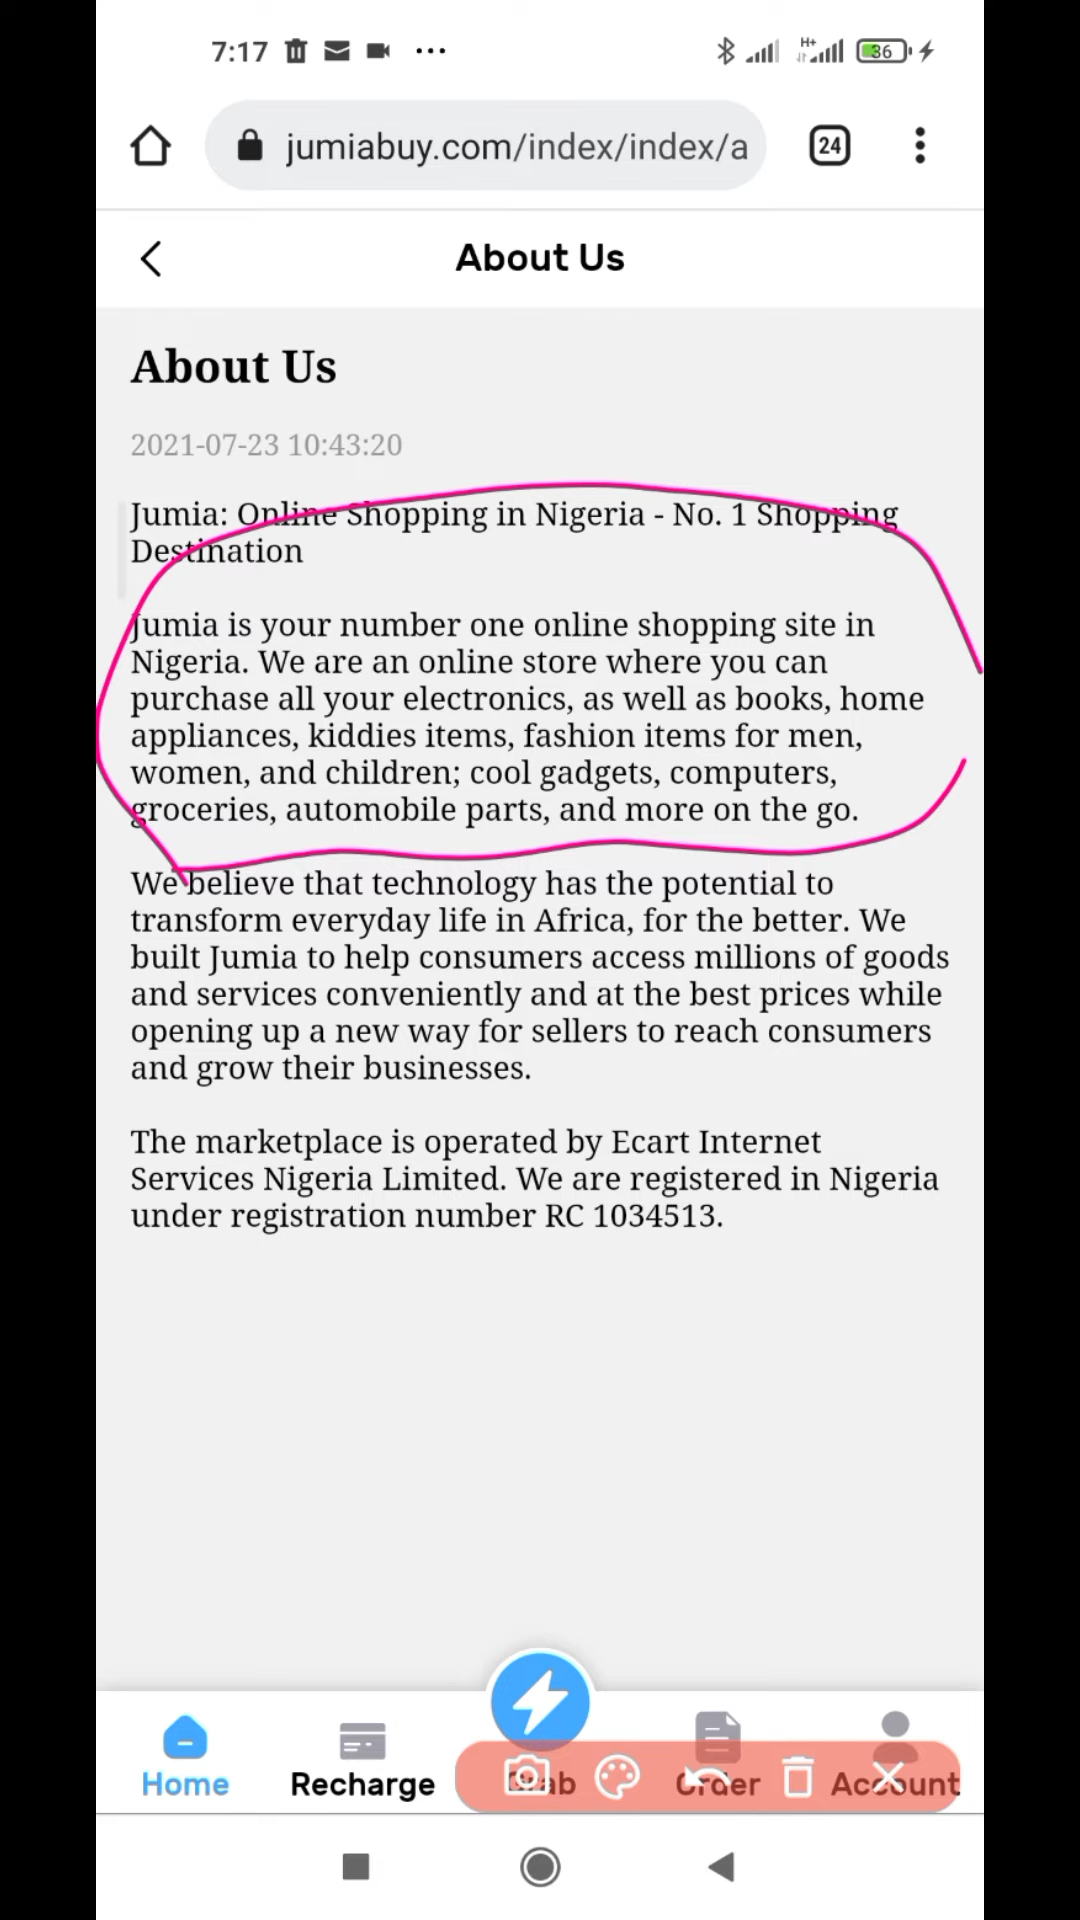 7:17
H+
36
jumiabuy.com/index/index/a
24
About Us
About Us
2021-07-23 10:43:20
Jumia: Online Shopping in Nigeria - No. 1 Shopping
Destination
Jumia is your number one online shopping site in
Nigeria. We are an online store where you can
purchase all your electronics, as well as books, home
appliances, kiddies items, fashion items for men,
women, and children; cool gadgets, computers,
groceries, automobile parts, and more on the go.
We believe that technology has the potential to
transform everyday life in Africa, for the better. We
built Jumia to help consumers access millions of goods
and services conveniently and at the best prices while
opening up a new way for sellers to reach consumers
and grow their businesses.
The marketplace is operated by Ecart Internet
Services Nigeria Limited. We are registered in Nigeria
under registration number RC 1034513.
Home Recharge Grab Order Account